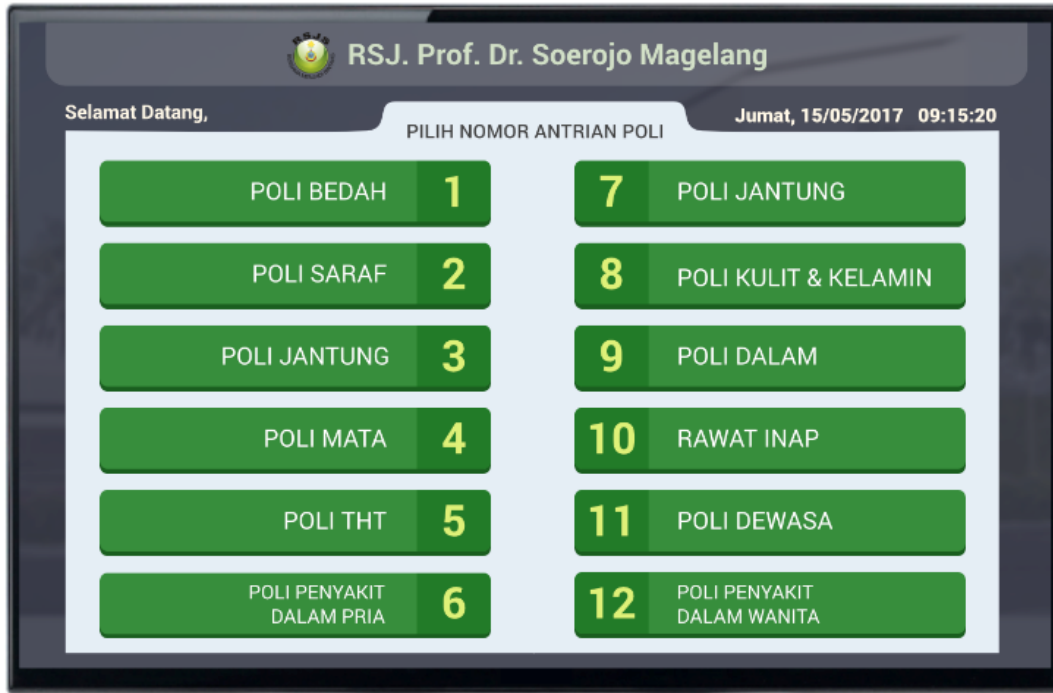 RSJS
RSJ. Prof. Dr. Soerojo Magelang
Selamat Datang,
Jumat, 15/05/2017 09:15:20
PILIH NOMOR ANTRIAN POLI
POLI BEDAH 1
7 POLI JANTUNG
POLI SARAF 2
8 POLI KULIT & KELAMIN
POLI JANTUNG 3
9 POLI DALAM
POLI MATA 4
10 RAWAT INAP
POLI THT 5
11 POLI DEWASA
POLI PENYAKIT
DALAM PRIA 6
12 POLI PENYAKIT
DALAM WANITA